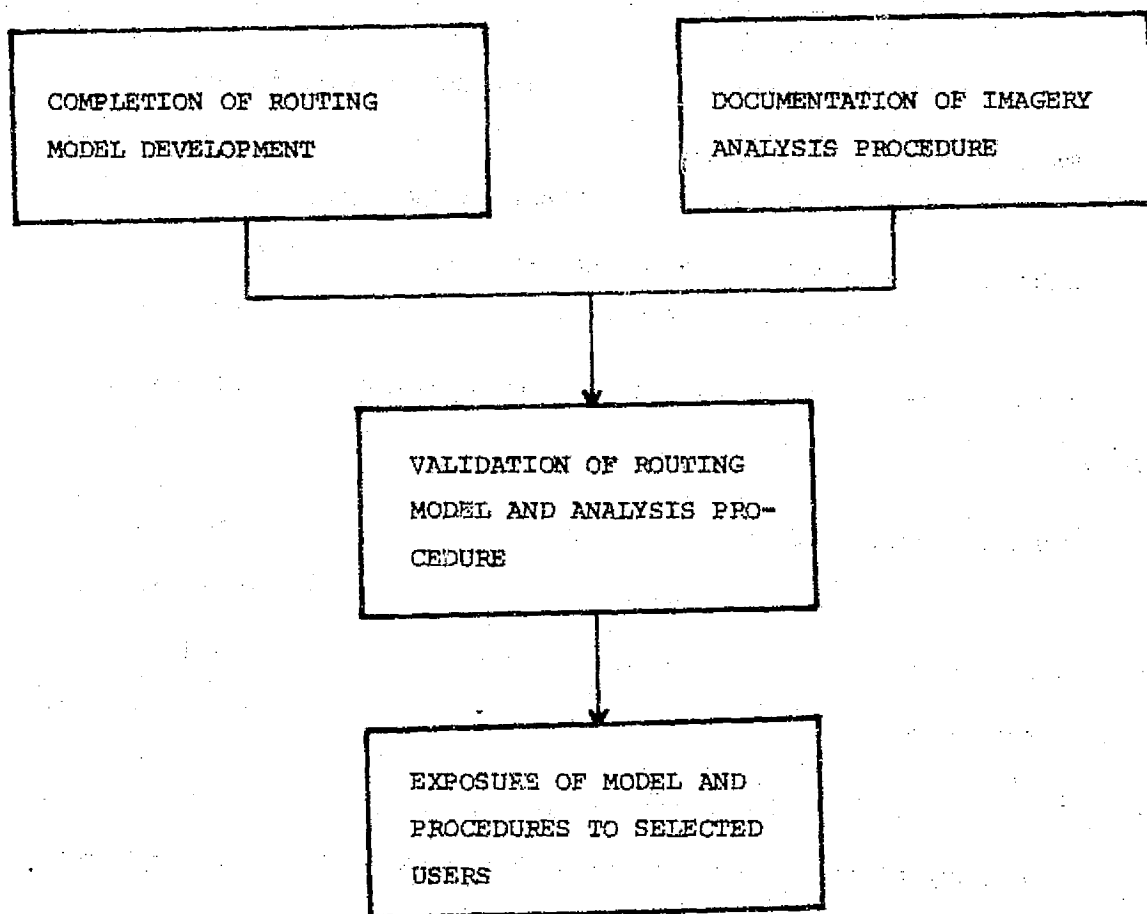 COMPLETION OF ROUTING
MODEL DEVELOPMENT
DOCUMENTATION OF IMAGERY
ANALYSIS PROCEDURE
VALIDATION OF ROUTING
MODEL AND ANALYSIS PRO-
CEDURE
EXPOSURE OF MODEL AND
PROCEDURES TO SELECTED
USERS